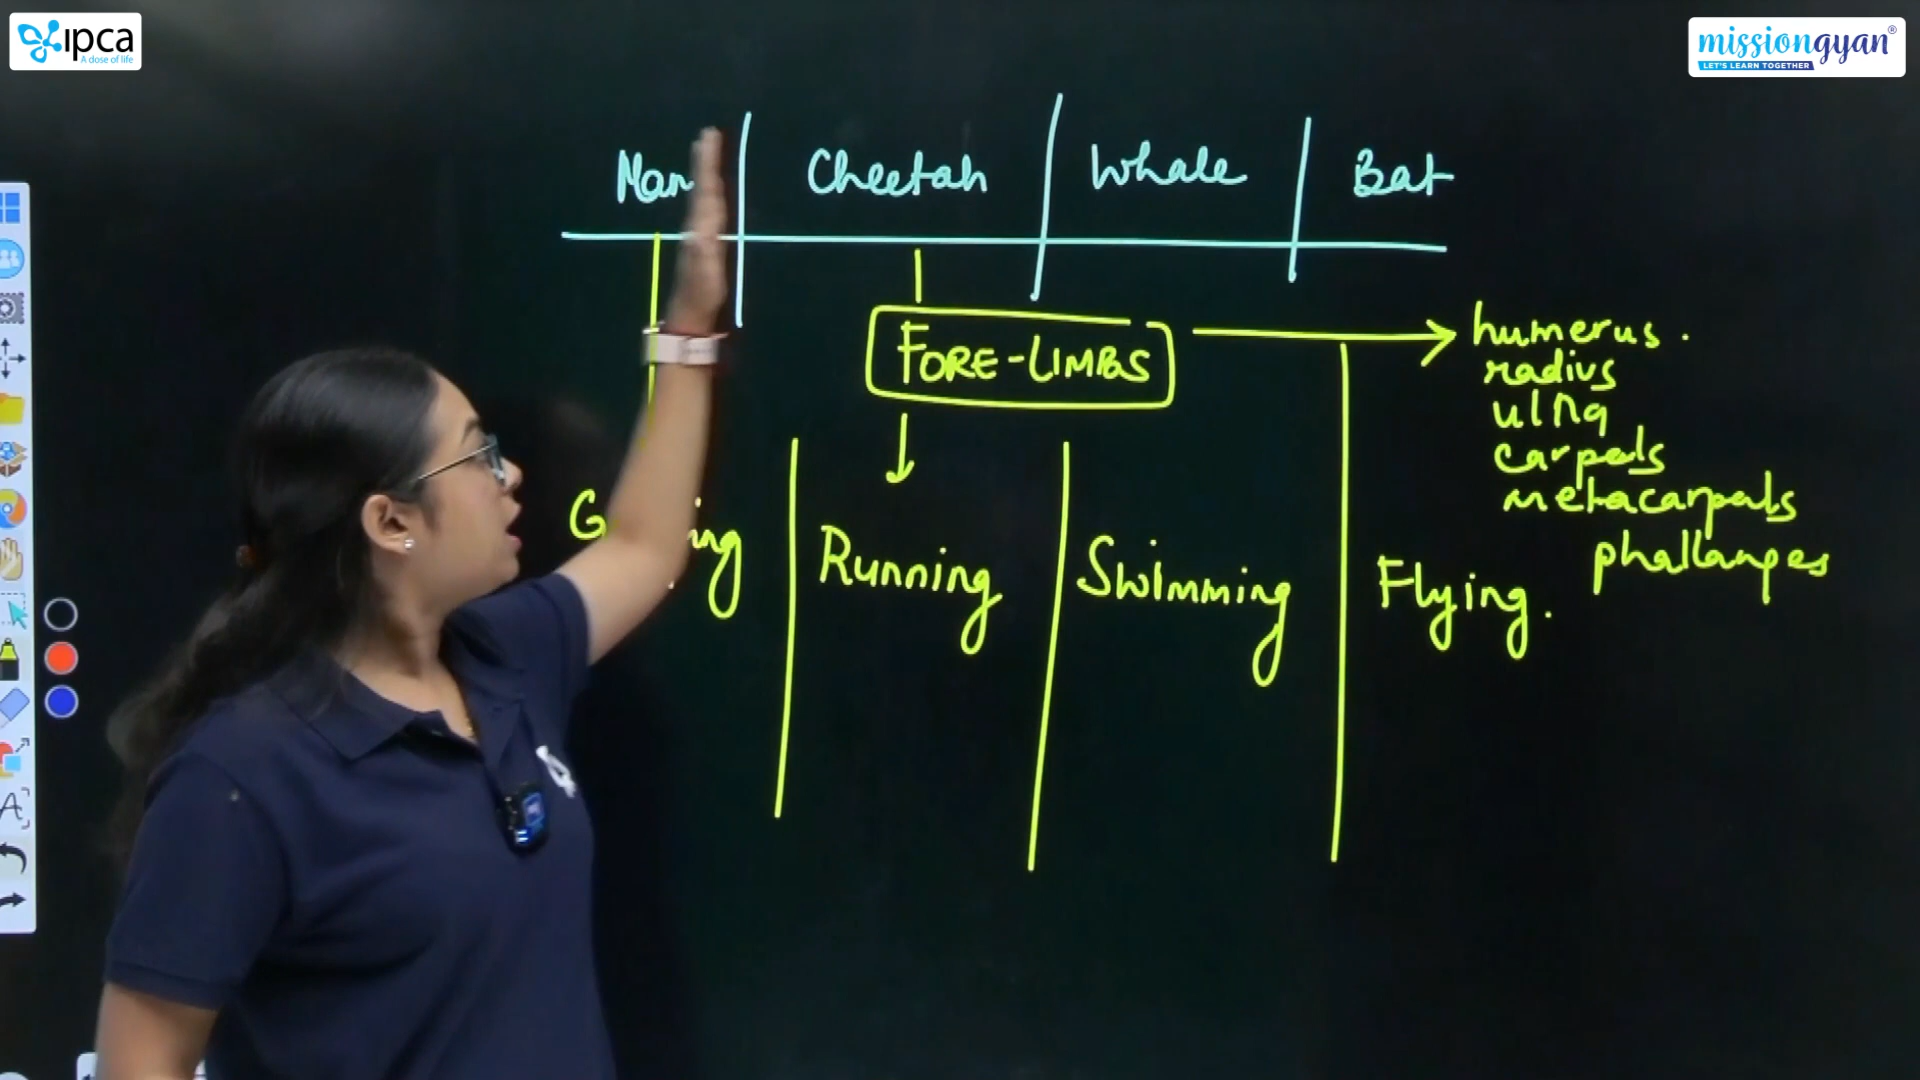 ipca
A dose of life
missiongyan®
LET'S LEARN TOGETHER
Cheetah
Whale
Bat
FORE-LIMBS
humerus.
radius
ulna
carpals
metacarpals
phallanges
Running
Swimming
Flying.